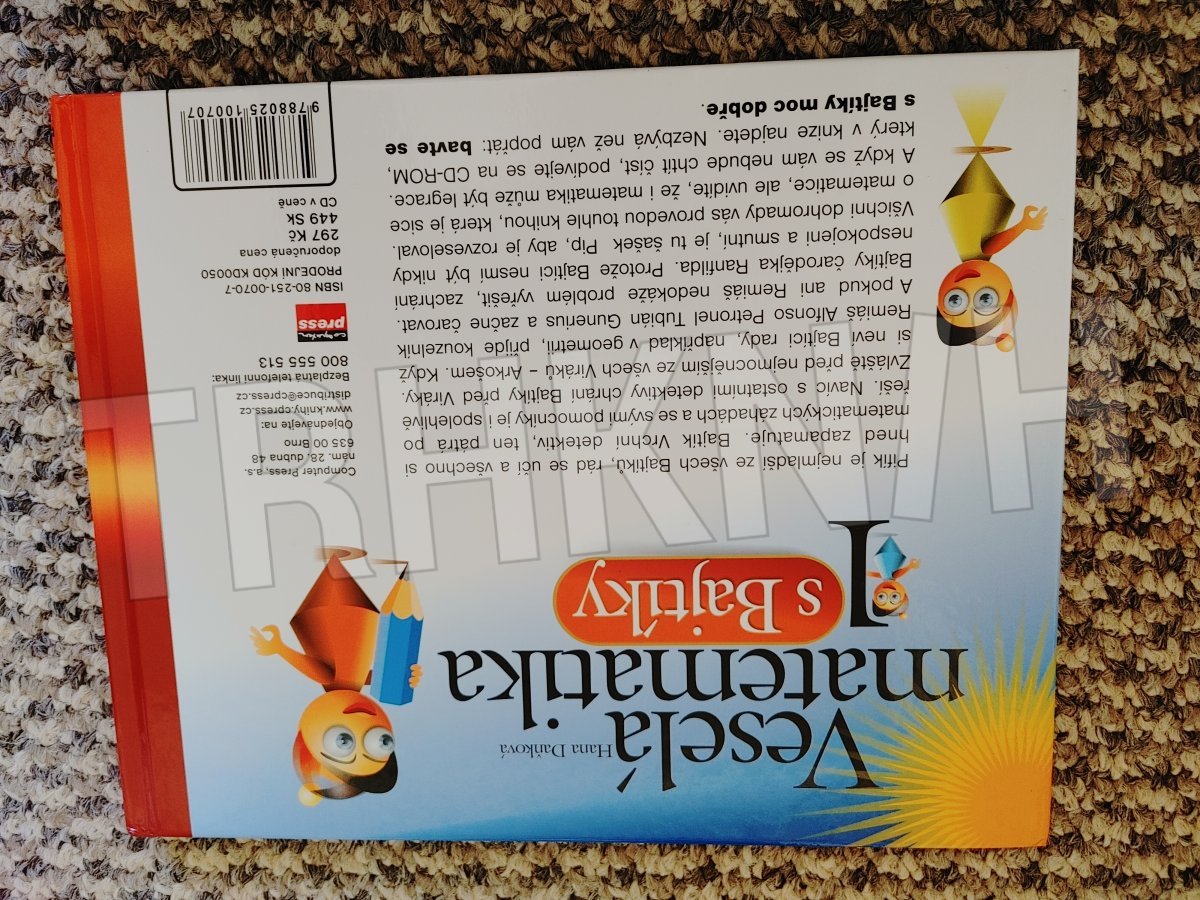 Hana Daňková
Veselá
matematika
s Bajtíky
1
Pifík je nejmladší ze všech Bajtíků, rád se učí a všechno si
hned zapamatuje. Bajtík Vrchní detektiv, ten pátrá po
matematických záhadách a se svými pomocníky je i spolehlivě
řeší. Navíc s ostatními detektivy chrání Bajtíky před Viráky.
Zvláště před nejmocnějším ze všech Viráků – Arkošem. Když
si neví Bajtíci rady, například v geometrii, přijde kouzelník
Remiáš Alfonso Petronel Tubián Gunerius a začne čarovat.
A pokud ani Remiáš nedokáže problém vyřešit, zachrání
Bajtíky čarodějka Ranfilda. Protože Bajtíci nesmí být nikdy
nespokojení a smutní, je tu šašek Pip, aby je rozveseloval.
Všichni dohromady vás provedou touhle knihou, která je sice
o matematice, ale uvidíte, že i matematika může být legrace.
A když se vám nebude chtít číst, podívejte se na CD-ROM,
který v knize najdete. Nezbývá než vám popřát: bavte se
s Bajtíky moc dobře.
Computer Press, a.s.
nám. 28. dubna 48
635 00 Brno
Objednávejte na:
www.knihy.cpress.cz
distribuce@cpress.cz
Bezplatná telefonní linka:
800 555 513
computer
press
ISBN 80-251-0070-7
PRODEJNÍ KÓD KD0050
doporučená cena
297 Kč
449 Sk
CD v ceně
9 788025 100707
TRHKNIH